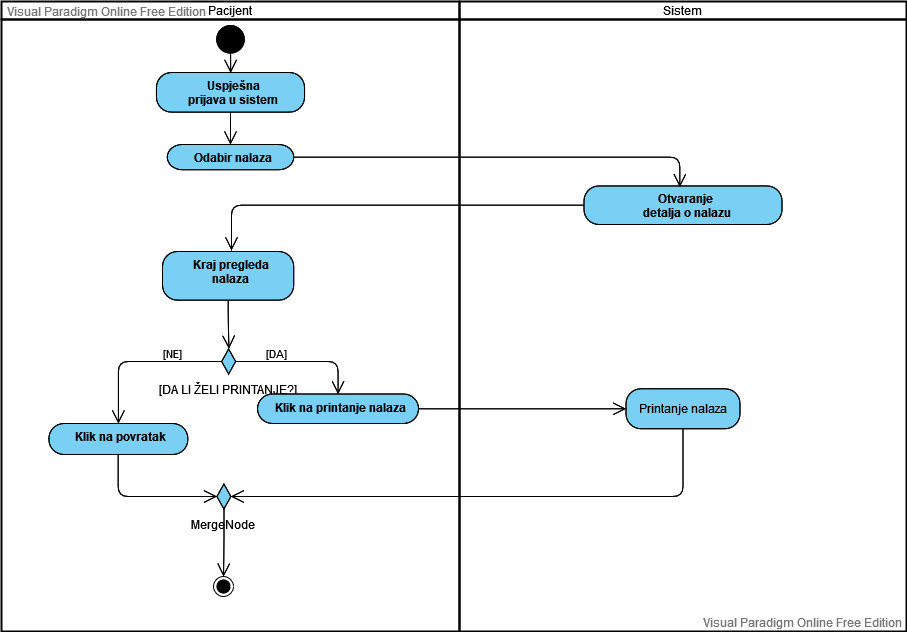 Visual Paradigm Online Free Edition
Pacijent
Sistem
Uspješna
prijava u sistem
Odabir nalaza
Otvaranje
detalja o nalazu
Kraj pregleda
nalaza
[NE]
[DA]
[DA LI ŽELI PRINTANJE?]
Klik na printanje nalaza
Printanje nalaza
Klik na povratak
MergeNode
Visual Paradigm Online Free Edition